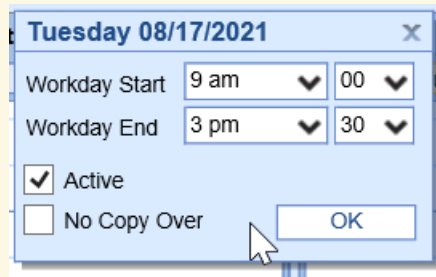 Tuesday 08/17/2021
Workday Start 9 am 00
Workday End 3 pm 30
Active
No Copy Over OK